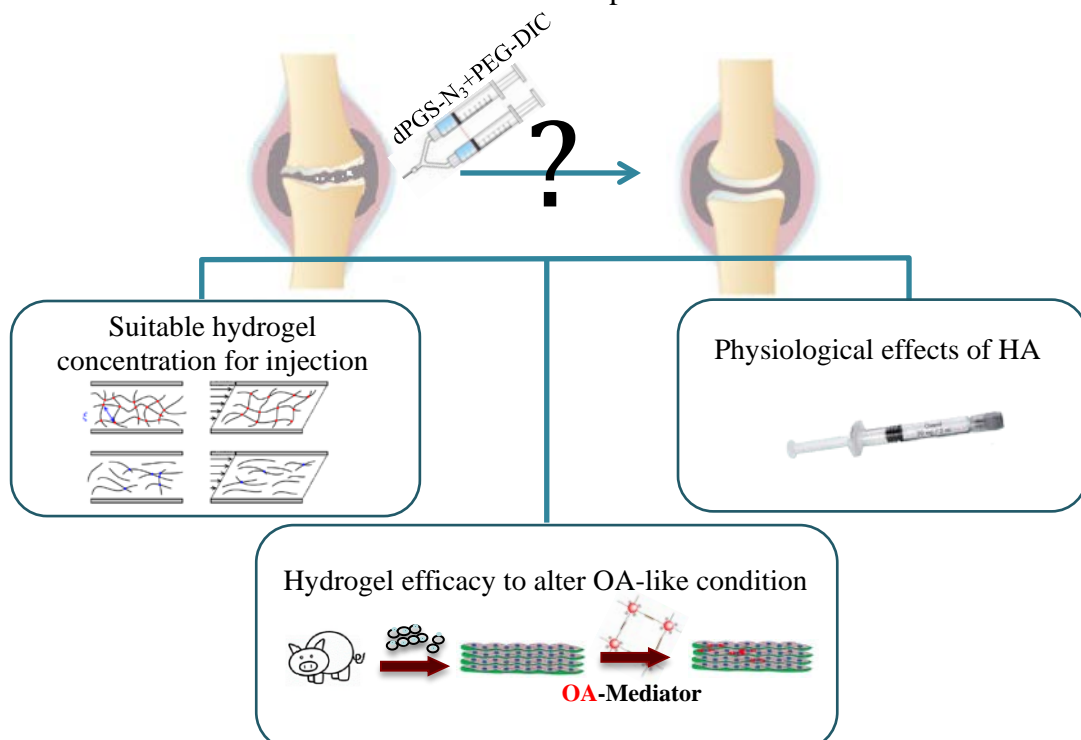 dPGS-N₃+PEG-DIC
?
Suitable hydrogel
concentration for injection
ξ
Physiological effects of HA
Hydrogel efficacy to alter OA-like condition
OA-Mediator